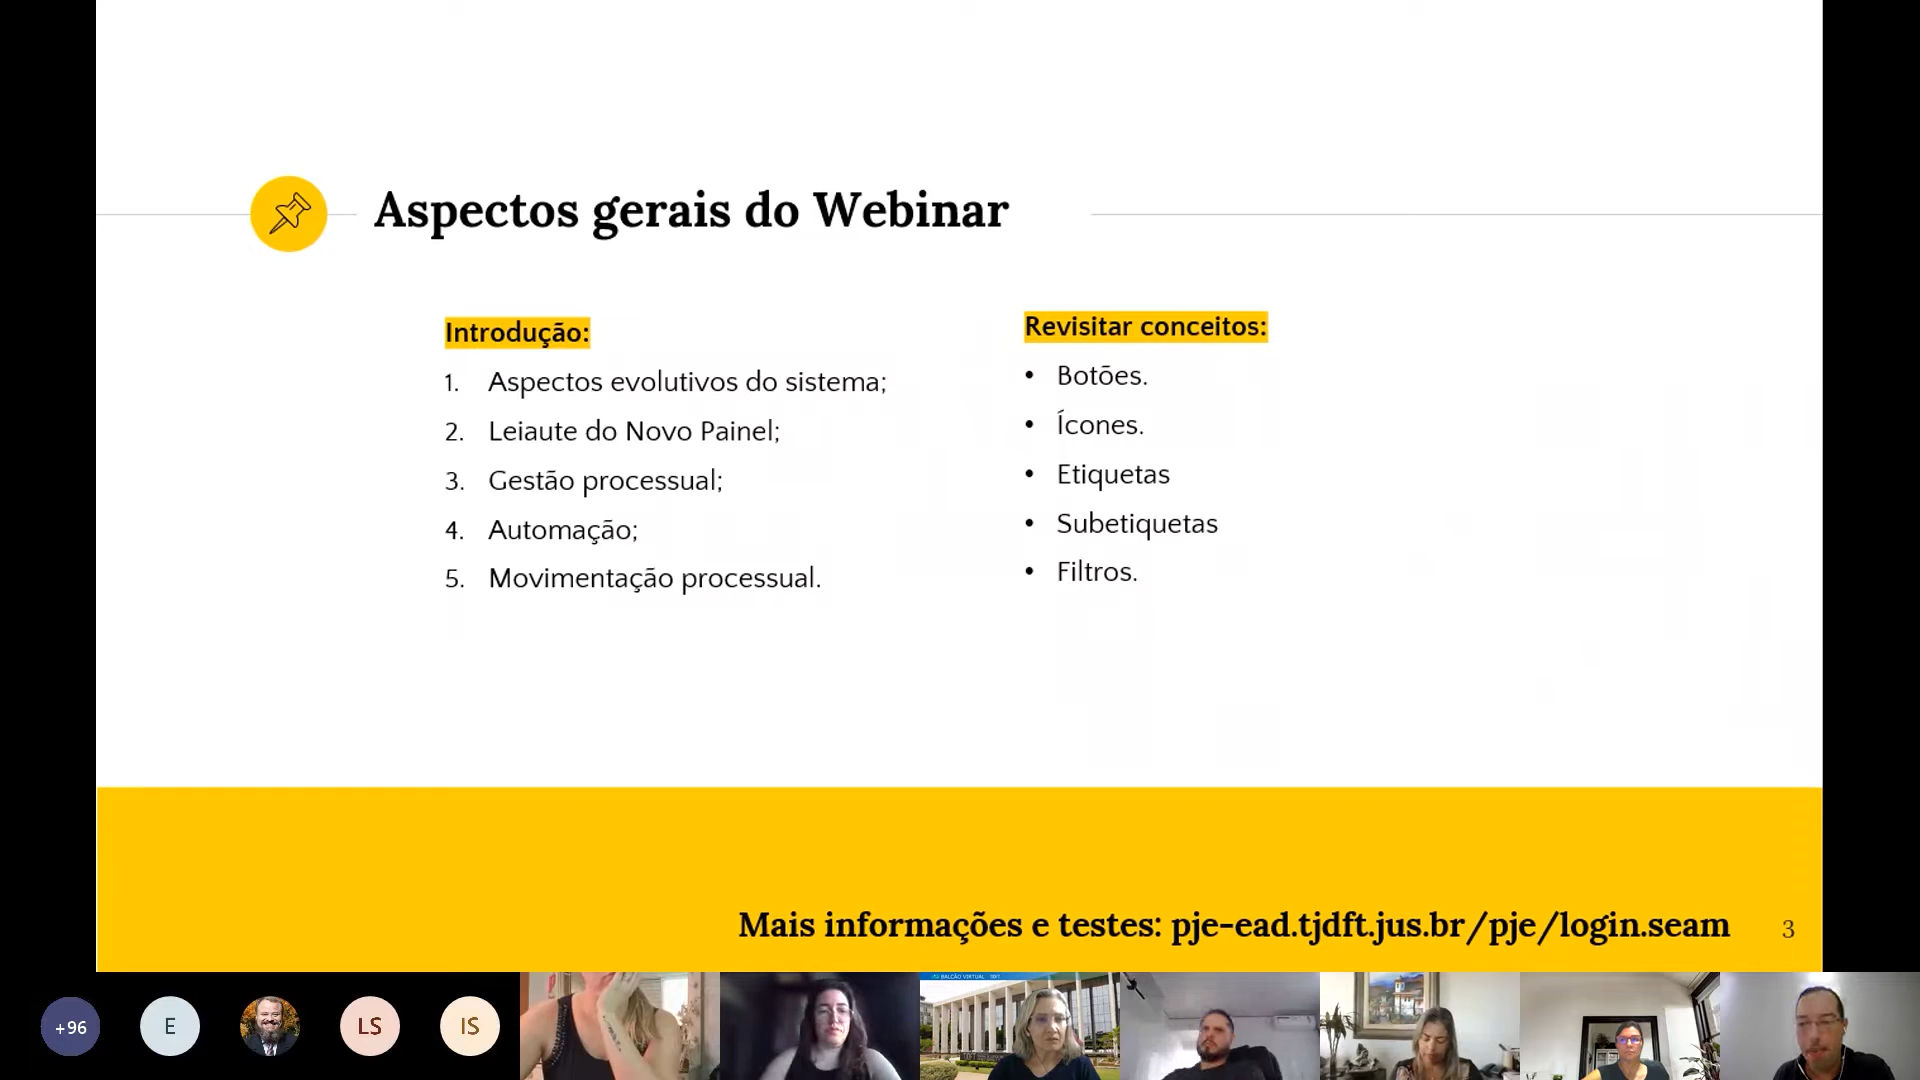 Aspectos gerais do Webinar
Introdução:
1. Aspectos evolutivos do sistema;
2. Leiaute do Novo Painel;
3. Gestão processual;
4. Automação;
5. Movimentação processual.
Revisitar conceitos:
• Botões.
• Ícones.
• Etiquetas
• Subetiquetas
• Filtros.
Mais informações e testes: pje-ead.tjdft.jus.br/pje/login.seam
3
+96
E
LS
IS
BALCÃO VIRTUAL